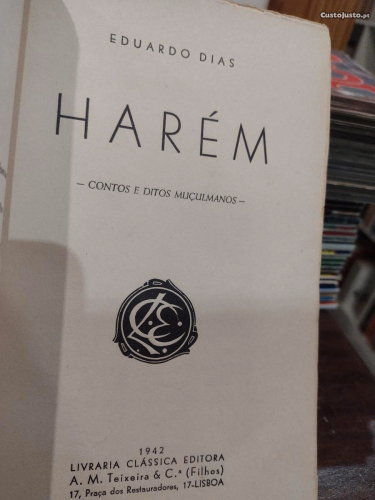 CustoJusto.pt
EDUARDO DIAS
HARÉM
— CONTOS E DITOS MUÇULMANOS —
1942
LIVRARIA CLÁSSICA EDITORA
A. M. Teixeira & C.ª (Filhos)
17, Praça dos Restauradores, 17-LISBOA